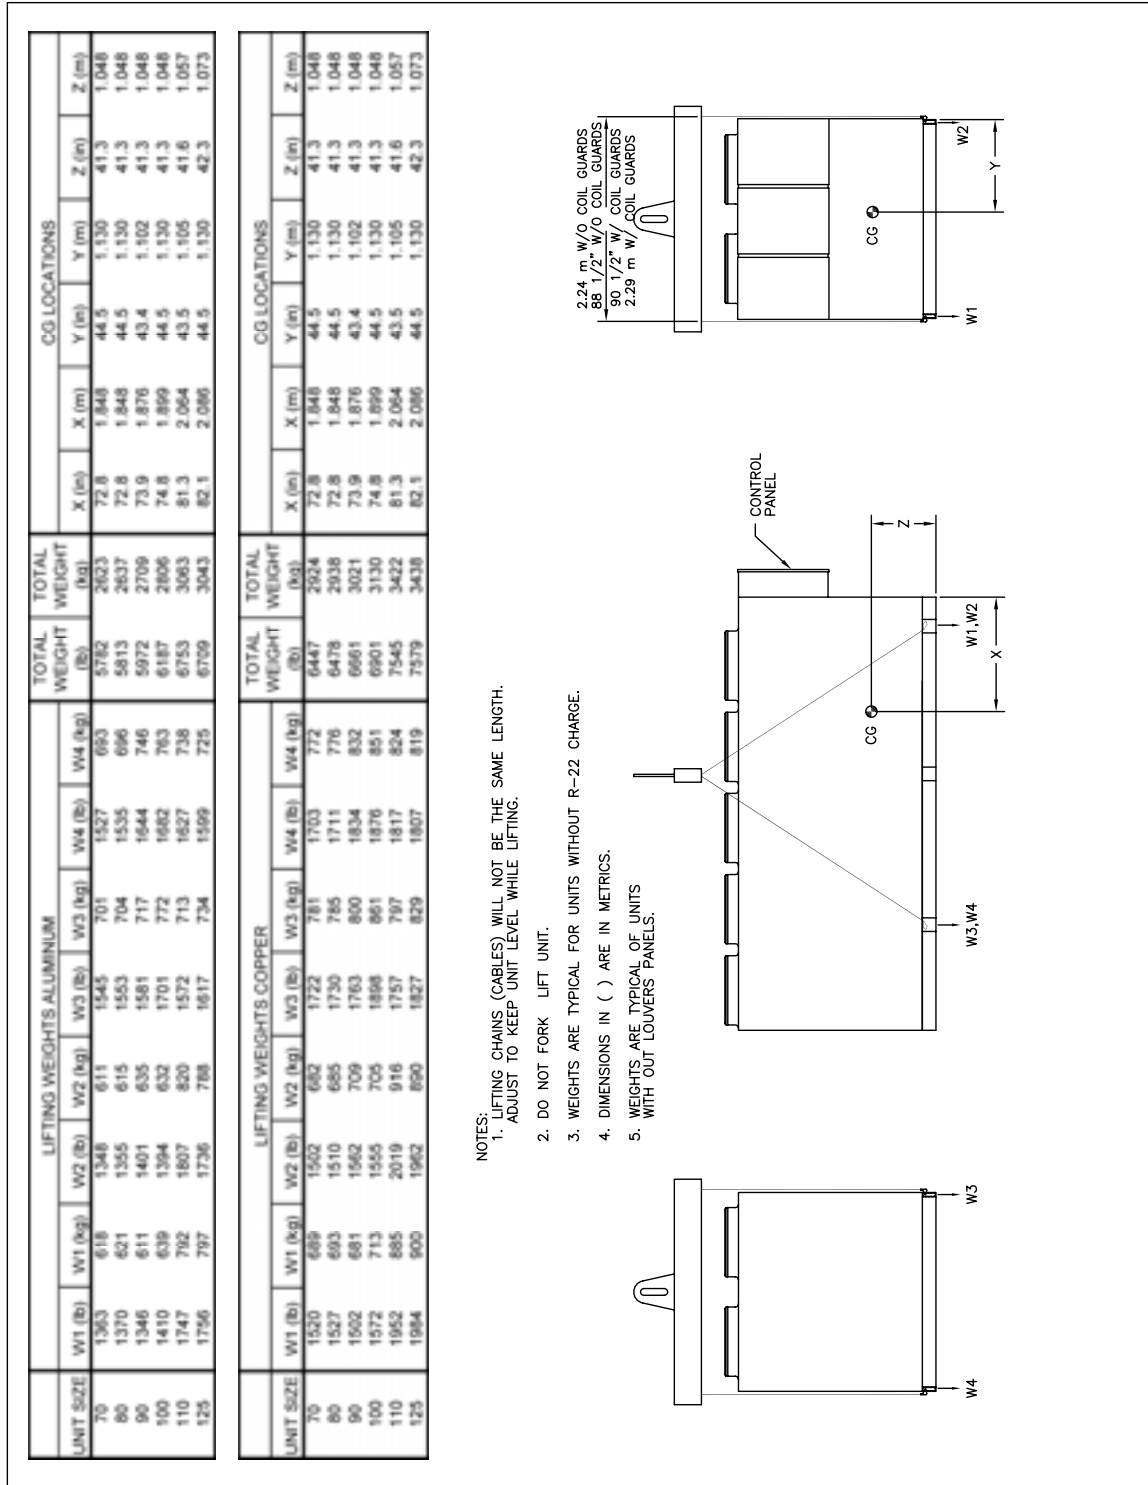 LIFTING WEIGHTS ALUMINUM TOTAL WEIGHT (lb) TOTAL WEIGHT (kg) CG LOCATIONS
UNIT SIZE W1 (lb) W1 (kg) W2 (lb) W2 (kg) W3 (lb) W3 (kg) W4 (lb) W4 (kg) X (in) X (m) Y (in) Y (m) Z (in) Z (m)
70 1363 618 1348 611 1545 701 1527 693 5782 2623 72.8 1.848 44.5 1.130 41.3 1.048
80 1370 621 1355 615 1553 704 1535 696 5813 2637 72.8 1.848 44.5 1.130 41.3 1.048
90 1346 611 1401 635 1581 717 1644 746 5972 2709 73.9 1.876 43.4 1.102 41.3 1.048
100 1410 639 1394 632 1701 772 1682 763 6187 2806 74.8 1.899 44.5 1.130 41.3 1.048
110 1747 792 1807 820 1572 713 1627 738 6753 3063 81.3 2.064 43.5 1.105 41.6 1.057
125 1756 797 1736 788 1617 734 1599 725 6709 3043 82.1 2.086 44.5 1.130 42.3 1.073
LIFTING WEIGHTS COPPER TOTAL WEIGHT (lb) TOTAL WEIGHT (kg) CG LOCATIONS
UNIT SIZE W1 (lb) W1 (kg) W2 (lb) W2 (kg) W3 (lb) W3 (kg) W4 (lb) W4 (kg) X (in) X (m) Y (in) Y (m) Z (in) Z (m)
70 1520 689 1502 682 1722 781 1703 772 6447 2924 72.8 1.848 44.5 1.130 41.3 1.048
80 1527 693 1510 685 1730 785 1711 776 6478 2938 72.8 1.848 44.5 1.130 41.3 1.048
90 1502 681 1562 709 1763 800 1834 832 6661 3021 73.9 1.876 43.4 1.102 41.3 1.048
100 1572 713 1555 705 1898 861 1876 851 6901 3130 74.8 1.899 44.5 1.130 41.3 1.048
110 1952 885 2019 916 1757 797 1817 824 7545 3422 81.3 2.064 43.5 1.105 41.6 1.057
125 1984 900 1962 890 1827 829 1807 819 7579 3438 82.1 2.086 44.5 1.130 42.3 1.073
NOTES:
1. LIFTING CHAINS (CABLES) WILL NOT BE THE SAME LENGTH.
ADJUST TO KEEP UNIT LEVEL WHILE LIFTING.
2. DO NOT FORK LIFT UNIT.
3. WEIGHTS ARE TYPICAL FOR UNITS WITHOUT R-22 CHARGE.
4. DIMENSIONS IN ( ) ARE IN METRICS.
5. WEIGHTS ARE TYPICAL OF UNITS
WITH OUT LOUVERS PANELS.
W4
W3
W3,W4
CG
X
W1,W2
Z
CONTROL
PANEL
2.24 m W/O COIL GUARDS
88 1/2" W/O COIL GUARDS
90 1/2" W/ COIL GUARDS
2.29 m W/ COIL GUARDS
CG
Y
W1
W2